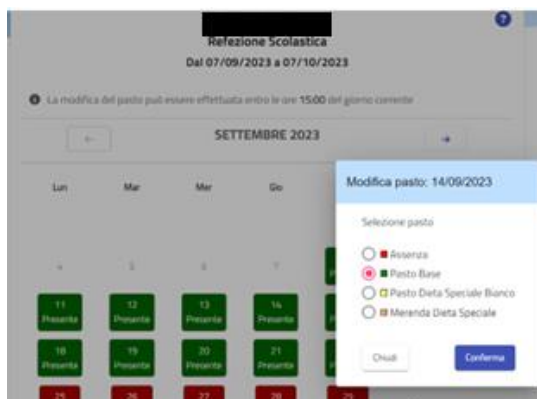 Refezione Scolastica
Dal 07/09/2023 a 07/10/2023
La modifica del pasto può essere effettuata entro le ore 15:00 del giorno corrente
SETTEMBRE 2023
Lun Mar Mer Gio
4 5 6 7
11 12 13 14
Presente Presente Presente Presente
18 19 20 21
Presente Presente Presente Presente
25 26 27 28 29
Modifica pasto: 14/09/2023
Selezione pasto
Assenza
Pasto Base
Pasto Dieta Speciale Bianco
Merenda Dieta Speciale
Chiudi Conferma